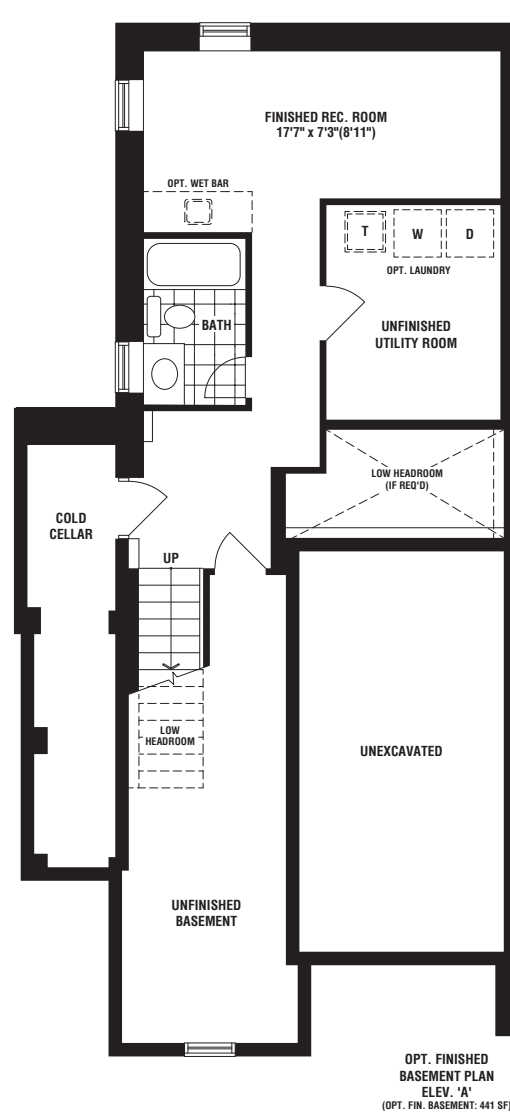 FINISHED REC. ROOM
17'7" x 7'3"(8'11")
OPT. WET BAR
T W D
OPT. LAUNDRY
BATH
UNFINISHED
UTILITY ROOM
LOW HEADROOM
(IF REQ'D)
COLD
CELLAR
UP
LOW
HEADROOM
UNEXCAVATED
UNFINISHED
BASEMENT
OPT. FINISHED
BASEMENT PLAN
ELEV. 'A'
(OPT. FIN. BASEMENT: 441 SF)